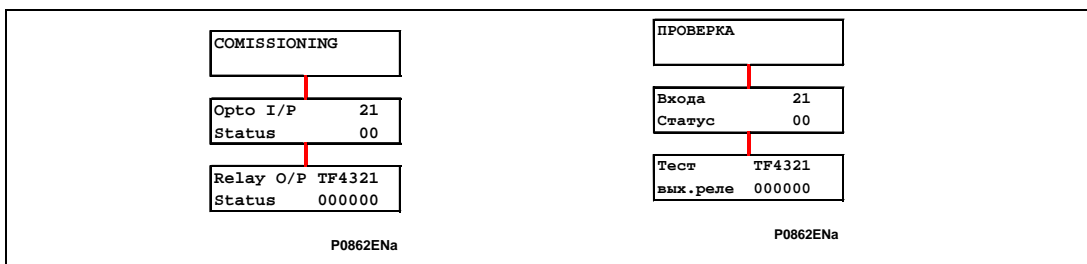 COMISSIONING
Opto I/P 21
Status 00
Relay O/P TF4321
Status 000000
P0862ENa
ПРОВЕРКА
Входа 21
Статус 00
Тест TF4321
вых.реле 000000
P0862ENa